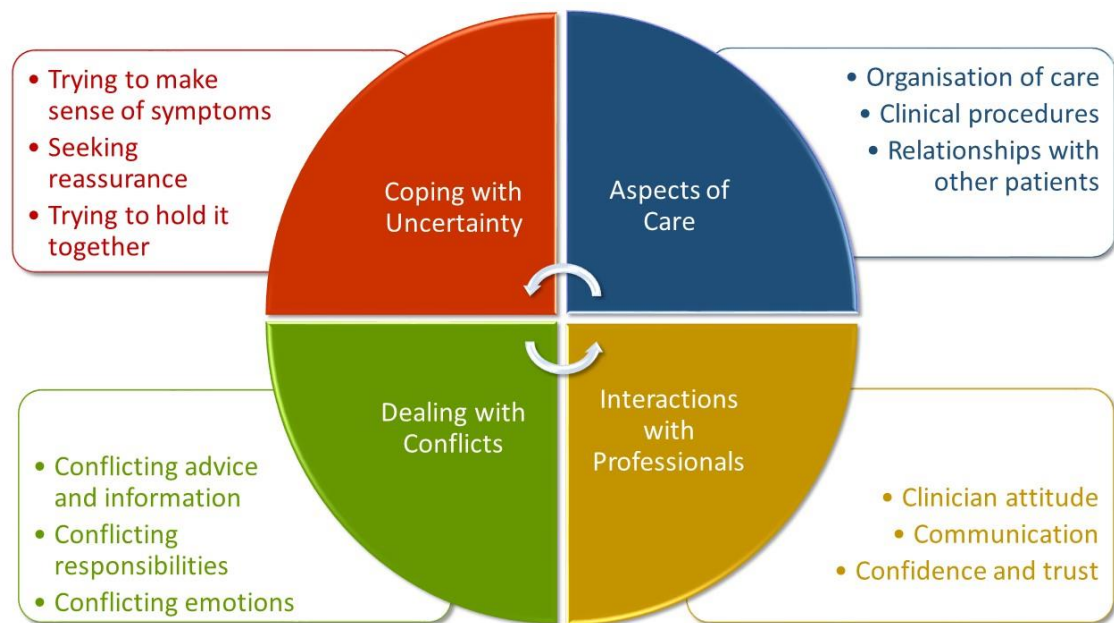 • Trying to make
sense of symptoms
• Seeking
reassurance
• Trying to hold it
together
Coping with
Uncertainty
Aspects of
Care
• Organisation of care
• Clinical procedures
• Relationships with
other patients
• Conflicting advice
and information
• Conflicting
responsibilities
• Conflicting emotions
Dealing with
Conflicts
Interactions
with
Professionals
• Clinician attitude
• Communication
• Confidence and trust